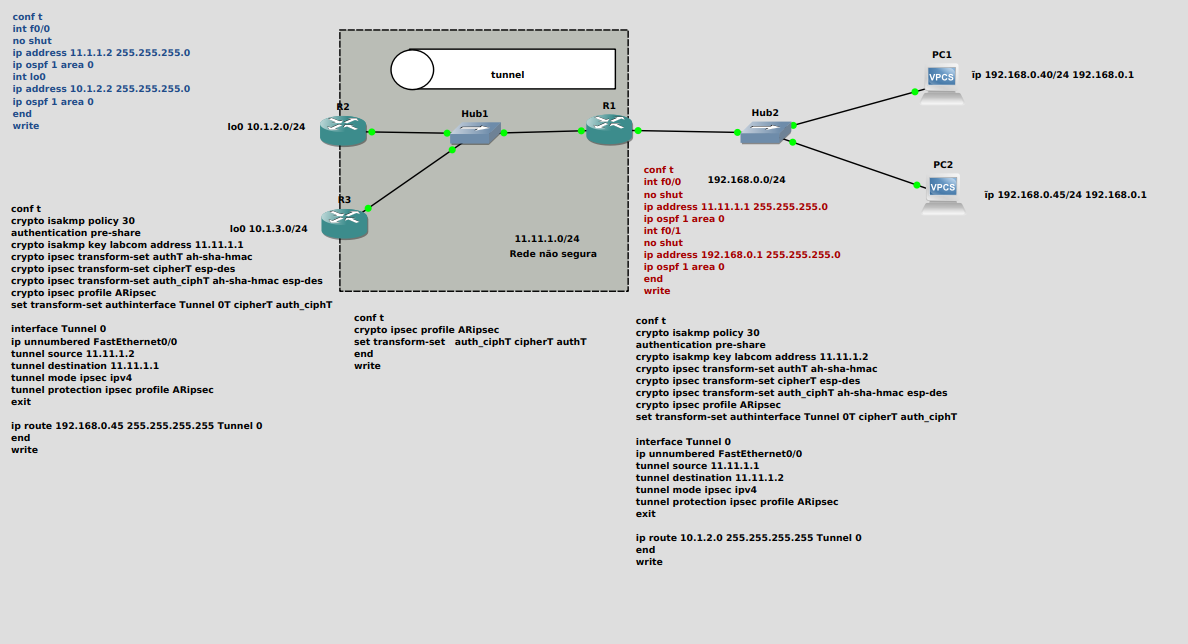 conf t
int f0/0
no shut
ip address 11.1.1.2 255.255.255.0
ip ospf 1 area 0
int lo0
ip address 10.1.2.2 255.255.255.0
ip ospf 1 area 0
end
write
tunnel
R2
lo0 10.1.2.0/24
Hub1
R1
Hub2
PC1
VPCS
ip 192.168.0.40/24 192.168.0.1
PC2
VPCS
ip 192.168.0.45/24 192.168.0.1
192.168.0.0/24
R3
lo0 10.1.3.0/24
11.11.1.0/24
Rede não segura
conf t
int f0/0
no shut
ip address 11.11.1.1 255.255.255.0
ip ospf 1 area 0
int f0/1
no shut
ip address 192.168.0.1 255.255.255.0
ip ospf 1 area 0
end
write
conf t
crypto isakmp policy 30
authentication pre-share
crypto isakmp key labcom address 11.11.1.1
crypto ipsec transform-set authT ah-sha-hmac
crypto ipsec transform-set cipherT esp-des
crypto ipsec transform-set auth_ciphT ah-sha-hmac esp-des
crypto ipsec profile ARipsec
set transform-set authinterface Tunnel 0T cipherT auth_ciphT
interface Tunnel 0
ip unnumbered FastEthernet0/0
tunnel source 11.11.1.2
tunnel destination 11.11.1.1
tunnel mode ipsec ipv4
tunnel protection ipsec profile ARipsec
exit
ip route 192.168.0.45 255.255.255.255 Tunnel 0
end
write
conf t
crypto ipsec profile ARipsec
set transform-set auth_ciphT cipherT authT
end
write
conf t
crypto isakmp policy 30
authentication pre-share
crypto isakmp key labcom address 11.11.1.2
crypto ipsec transform-set authT ah-sha-hmac
crypto ipsec transform-set cipherT esp-des
crypto ipsec transform-set auth_ciphT ah-sha-hmac esp-des
crypto ipsec profile ARipsec
set transform-set authinterface Tunnel 0T cipherT auth_ciphT
interface Tunnel 0
ip unnumbered FastEthernet0/0
tunnel source 11.11.1.1
tunnel destination 11.11.1.2
tunnel mode ipsec ipv4
tunnel protection ipsec profile ARipsec
exit
ip route 10.1.2.0 255.255.255.255 Tunnel 0
end
write